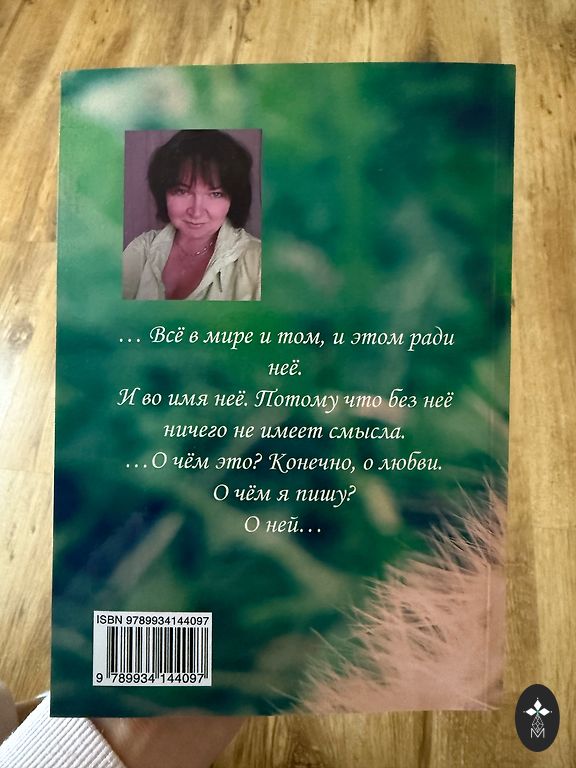 ... Всё в мире и том, и этом ради
неё.
И во имя неё. Потому что без неё
ничего не имеет смысла.
...О чём это? Конечно, о любви.
О чём я пишу?
О ней...
ISBN 9789934144097
9 789934 144097
M